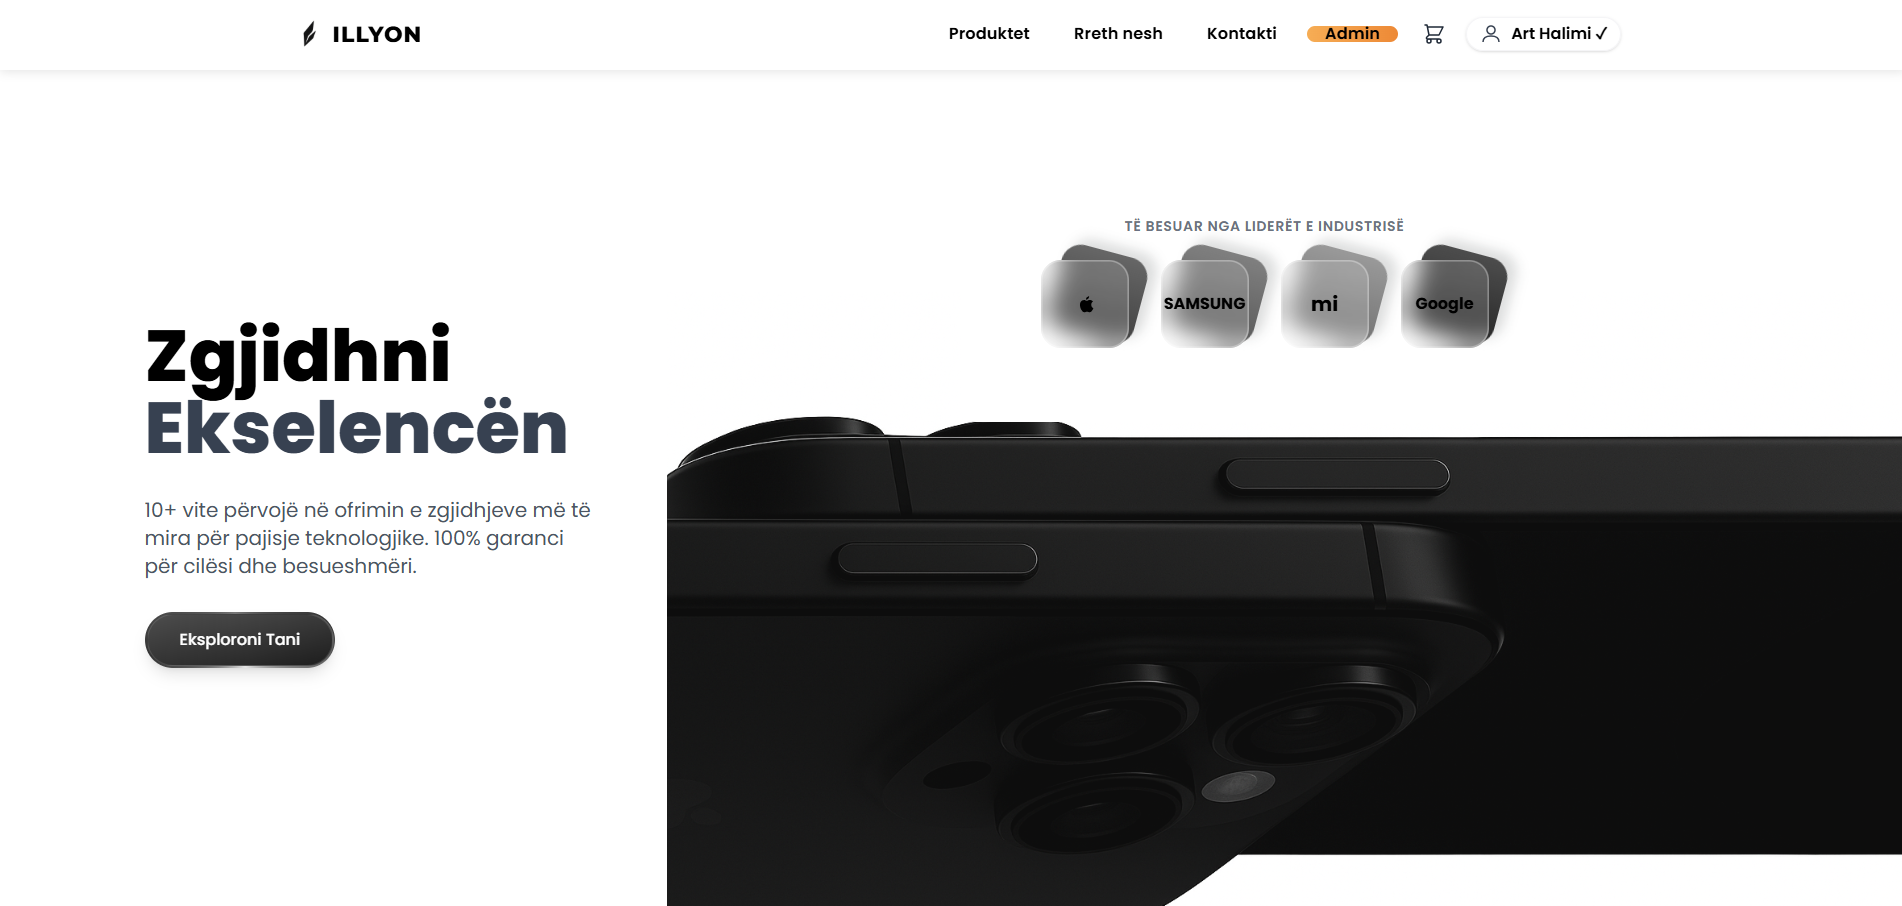 ILLYON
Produktet
Rreth nesh
Kontakti
Admin
Art Halimi ✓
TË BESUAR NGA LIDERËT E INDUSTRISË
SAMSUNG
mi
Google
Zgjidhni
Ekselencën
10+ vite përvojë në ofrimin e zgjidhjeve më të
mira për pajisje teknologjike. 100% garanci
për cilësi dhe besueshmëri.
Eksploroni Tani